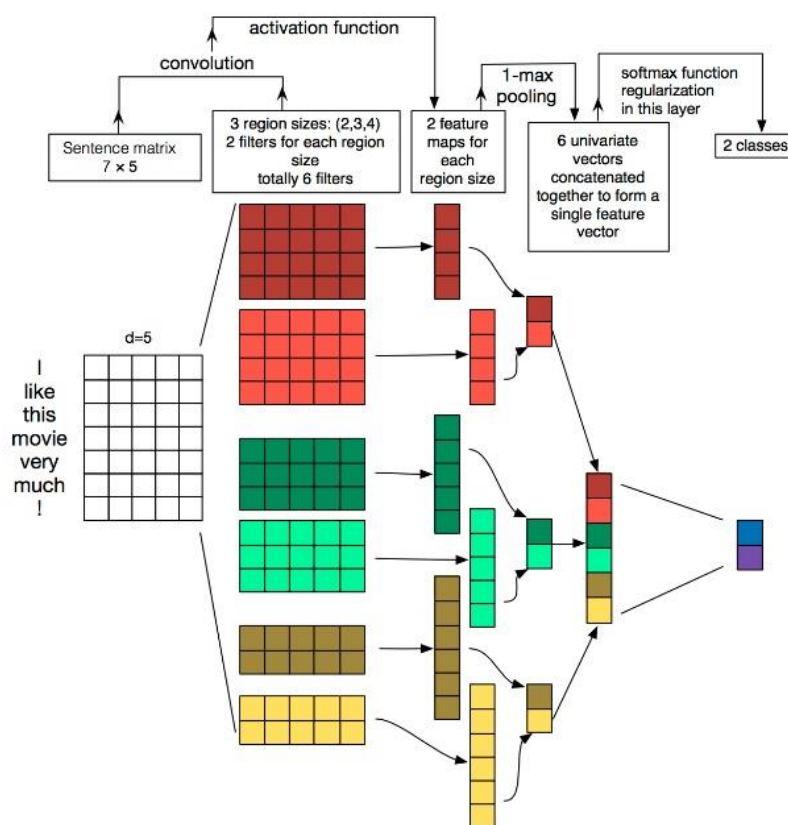 activation function
convolution
1-max
pooling
softmax function
regularization
in this layer
Sentence matrix
7 × 5
3 region sizes: (2,3,4)
2 filters for each region
size
totally 6 filters
2 feature
maps for
each
region size
6 univariate
vectors
concatenated
together to form a
single feature
vector
2 classes
d=5
I
like
this
movie
very
much
!